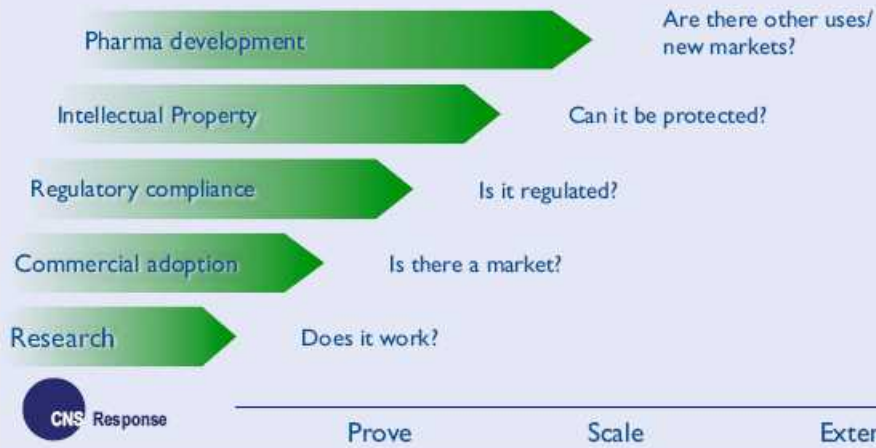 Pharma development
Are there other uses/
new markets?
Intellectual Property
Can it be protected?
Regulatory compliance
Is it regulated?
Commercial adoption
Is there a market?
Research
Does it work?
CNS Response
Prove
Scale